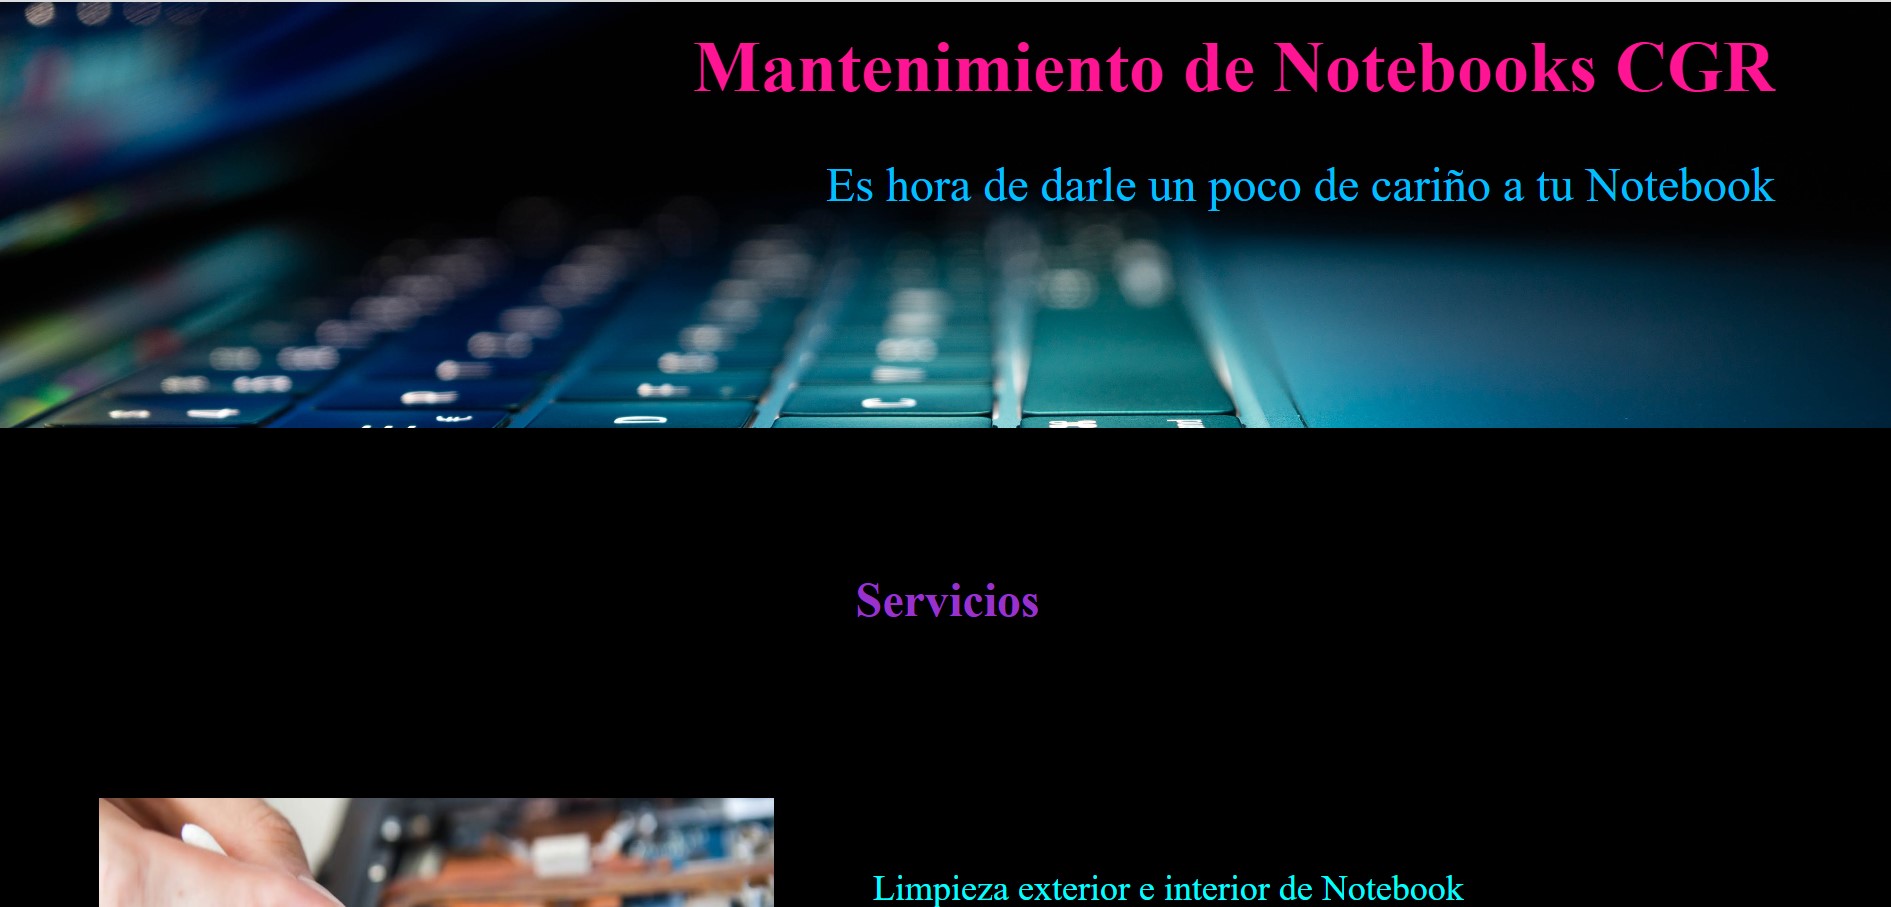 Mantenimiento de Notebooks CGR
Es hora de darle un poco de cariño a tu Notebook
Servicios
Limpieza exterior e interior de Notebook